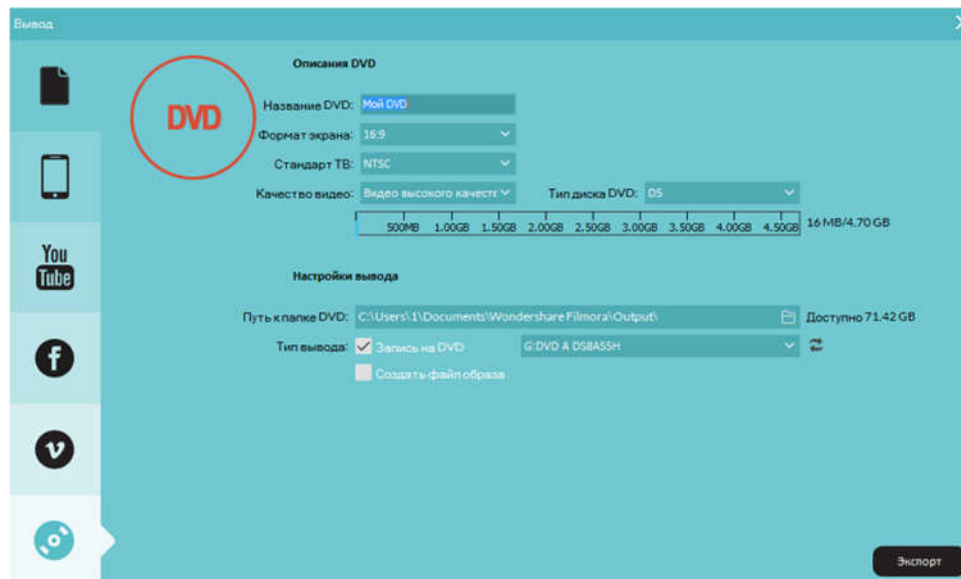 Вывод
Описания DVD
DVD
Название DVD: Мой DVD
Формат экрана: 16:9
Стандарт ТВ: NTSC
Качество видео: Видео высокого качеств Тип диска DVD: D5
500MB 1.00GB 1.50GB 2.00GB 2.50GB 3.00GB 3.50GB 4.00GB 4.50GB 16 MB/4.70 GB
You
Tube
Настройки вывода
Путь к папке DVD: C:\Users\1\Documents\Wondershare Filmora\Output\ Доступно 71.42 GB
Тип вывода: Запись на DVD G:DVD A DS8A5SH
Создать файл образа
Экспорт